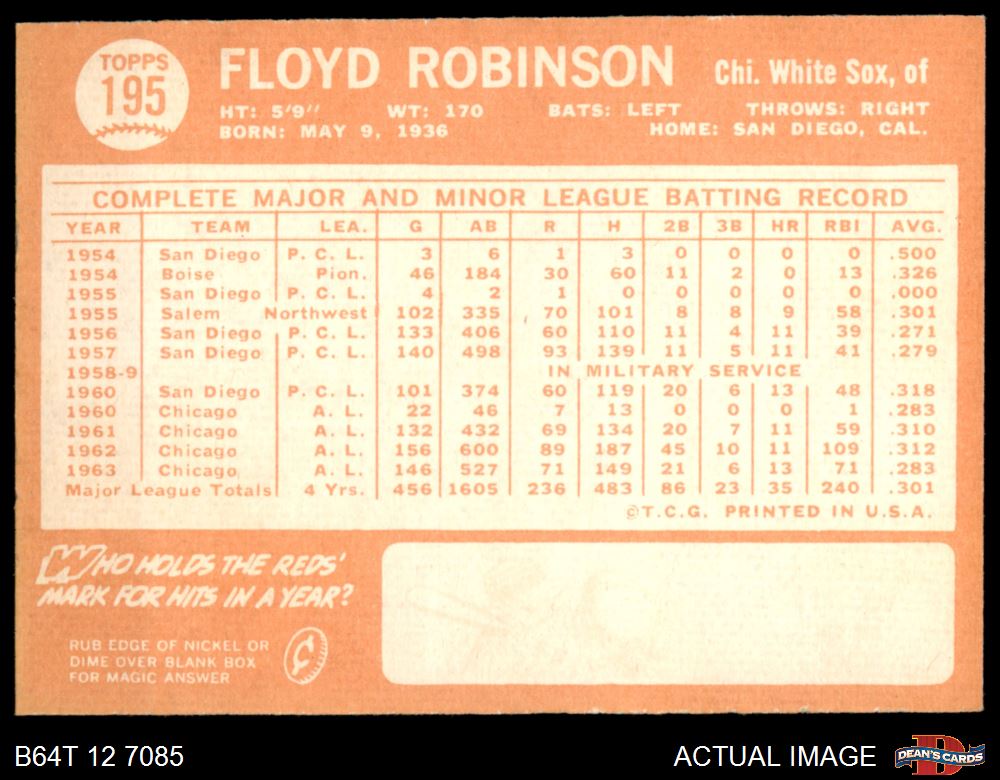 TOPPS
195
FLOYD ROBINSON
Chi. White Sox, of
HT: 5'9" WT: 170 BATS: LEFT THROWS: RIGHT
BORN: MAY 9, 1936 HOME: SAN DIEGO, CAL.
COMPLETE MAJOR AND MINOR LEAGUE BATTING RECORD
YEAR TEAM LEA. G AB R H 2B 3B HR RBI AVG.
1954 San Diego P. C. L. 3 6 1 3 0 0 0 0 .500
1954 Boise Pion. 46 184 30 60 11 2 0 13 .326
1955 San Diego P. C. L. 4 2 1 0 0 0 0 0 .000
1955 Salem Northwest 102 335 70 101 8 8 9 58 .301
1956 San Diego P. C. L. 133 406 60 110 11 4 11 39 .271
1957 San Diego P. C. L. 140 498 93 139 11 5 11 41 .279
1958-9 IN MILITARY SERVICE
1960 San Diego P. C. L. 101 374 60 119 20 6 13 48 .318
1960 Chicago A. L. 22 46 7 13 0 0 0 1 .283
1961 Chicago A. L. 132 432 69 134 20 7 11 59 .310
1962 Chicago A. L. 156 600 89 187 45 10 11 109 .312
1963 Chicago A. L. 146 527 71 149 21 6 13 71 .283
Major League Totals 4 Yrs. 456 1605 236 483 86 23 35 240 .301
©T.C.G. PRINTED IN U.S.A.
WHO HOLDS THE REDS'
MARK FOR HITS IN A YEAR?
RUB EDGE OF NICKEL OR
DIME OVER BLANK BOX
FOR MAGIC ANSWER
B64T 12 7085
ACTUAL IMAGE
DEAN'S CARDS